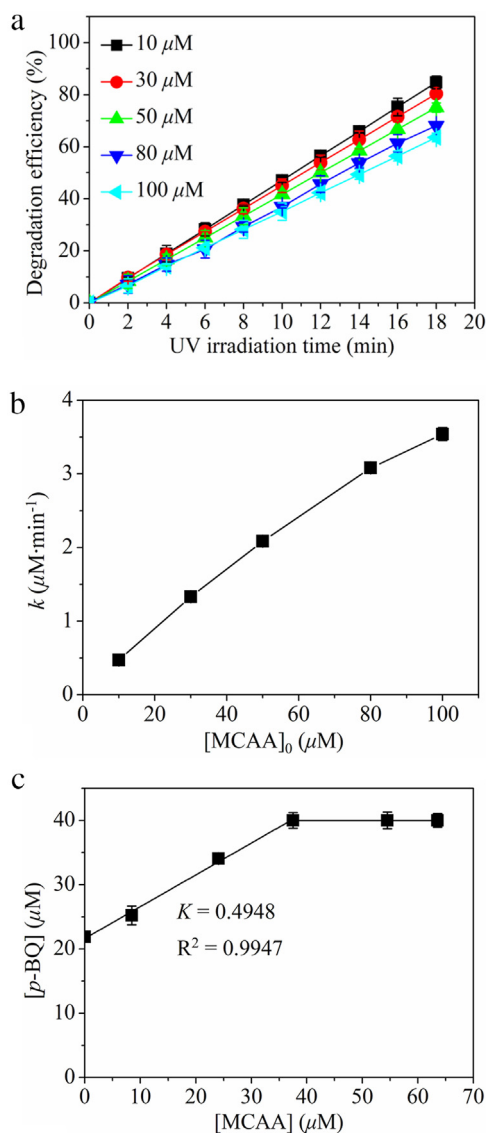 a
100
80
60
40
20
0
Degradation efficiency (%)
10 μM
30 μM
50 μM
80 μM
100 μM
0 2 4 6 8 10 12 14 16 18 20
UV irradiation time (min)
b
4
3
2
1
0
k (μM·min⁻¹)
0 20 40 60 80 100
[MCAA]₀ (μM)
c
50
40
30
20
10
0
[p-BQ] (μM)
K = 0.4948
R² = 0.9947
0 10 20 30 40 50 60 70
[MCAA] (μM)